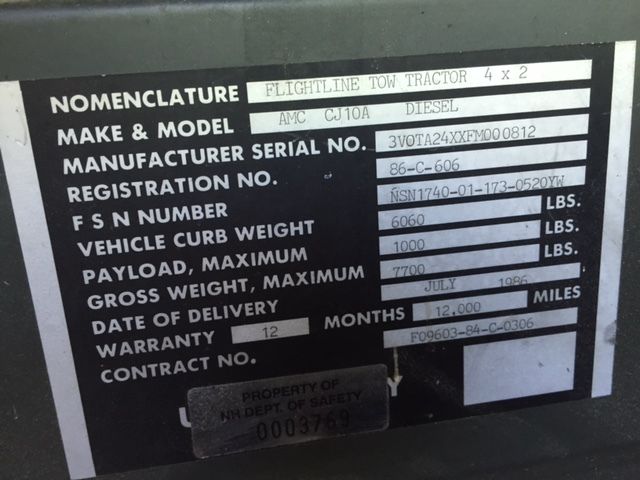 NOMENCLATURE FLIGHTLINE TOW TRACTOR 4 x 2
MAKE & MODEL AMC CJ10A DIESEL
MANUFACTURER SERIAL NO. 3V0TA24XXFM000812
REGISTRATION NO. 86-C-606
F S N NUMBER NSN1740-01-173-0520YW
VEHICLE CURB WEIGHT 6060 LBS.
PAYLOAD, MAXIMUM 1000 LBS.
GROSS WEIGHT, MAXIMUM 7700 LBS.
DATE OF DELIVERY JULY 1986
WARRANTY 12 MONTHS 12,000 MILES
CONTRACT NO. F09603-84-C-0306
U Y
PROPERTY OF
NH DEPT. OF SAFETY
0003769